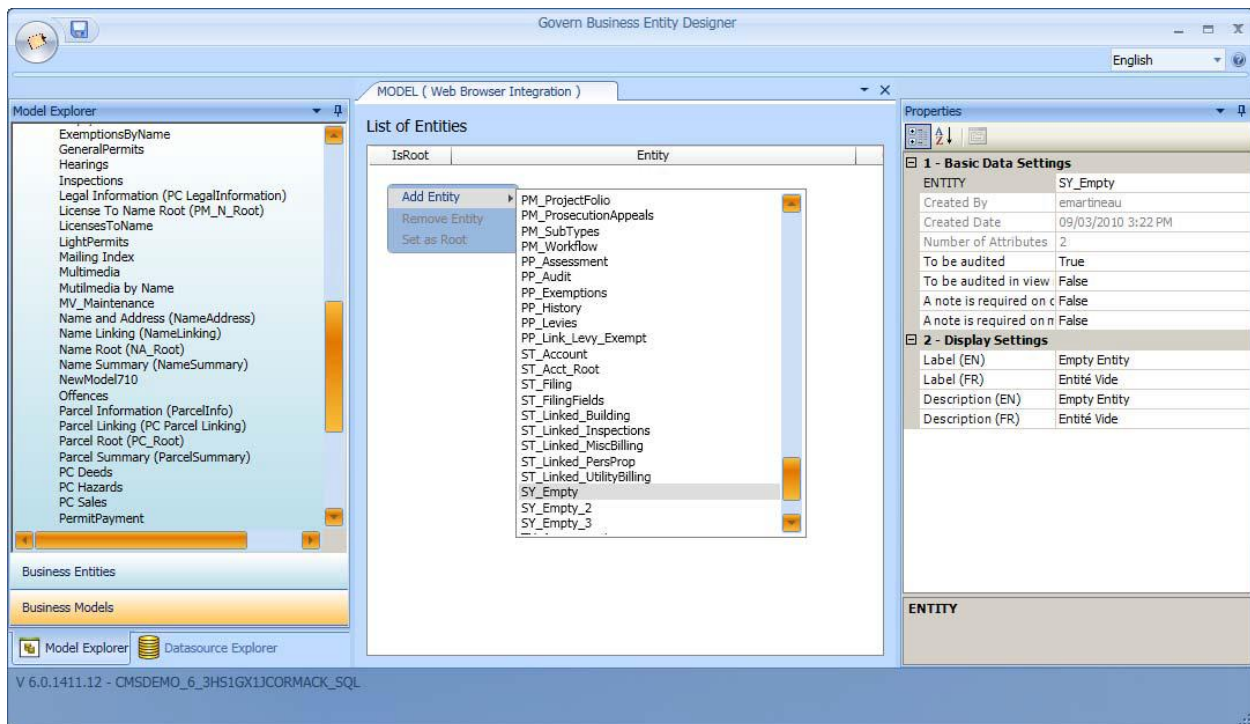 Govern Business Entity Designer
English
Model Explorer
ExemptionsByName
GeneralPermits
Hearings
Inspections
Legal Information (PC LegalInformation)
License To Name Root (PM_N_Root)
LicensesToName
LightPermits
Mailing Index
Multimedia
Mutilmedia by Name
MV_Maintenance
Name and Address (NameAddress)
Name Linking (NameLinking)
Name Root (NA_Root)
Name Summary (NameSummary)
NewModel710
Offences
Parcel Information (ParcelInfo)
Parcel Linking (PC Parcel Linking)
Parcel Root (PC_Root)
Parcel Summary (ParcelSummary)
PC Deeds
PC Hazards
PC Sales
PermitPayment
Business Entities
Business Models
Model Explorer
Datasource Explorer
MODEL ( Web Browser Integration )
List of Entities
IsRoot Entity
Add Entity
Remove Entity
Set as Root
PM_ProjectFolio
PM_ProsecutionAppeals
PM_SubTypes
PM_Workflow
PP_Assessment
PP_Audit
PP_Exemptions
PP_History
PP_Levies
PP_Link_Levy_Exempt
ST_Account
ST_Acct_Root
ST_Filing
ST_FilingFields
ST_Linked_Building
ST_Linked_Inspections
ST_Linked_MiscBilling
ST_Linked_PersProp
ST_Linked_UtilityBilling
SY_Empty
SY_Empty_2
SY_Empty_3
Properties
1 - Basic Data Settings
ENTITY SY_Empty
Created By emartineau
Created Date 09/03/2010 3:22 PM
Number of Attributes 2
To be audited True
To be audited in view False
A note is required on c False
A note is required on m False
2 - Display Settings
Label (EN) Empty Entity
Label (FR) Entité Vide
Description (EN) Empty Entity
Description (FR) Entité Vide
ENTITY
V 6.0.1411.12 - CMSDEMO_6_3HS1GX1JCORMACK_SQL